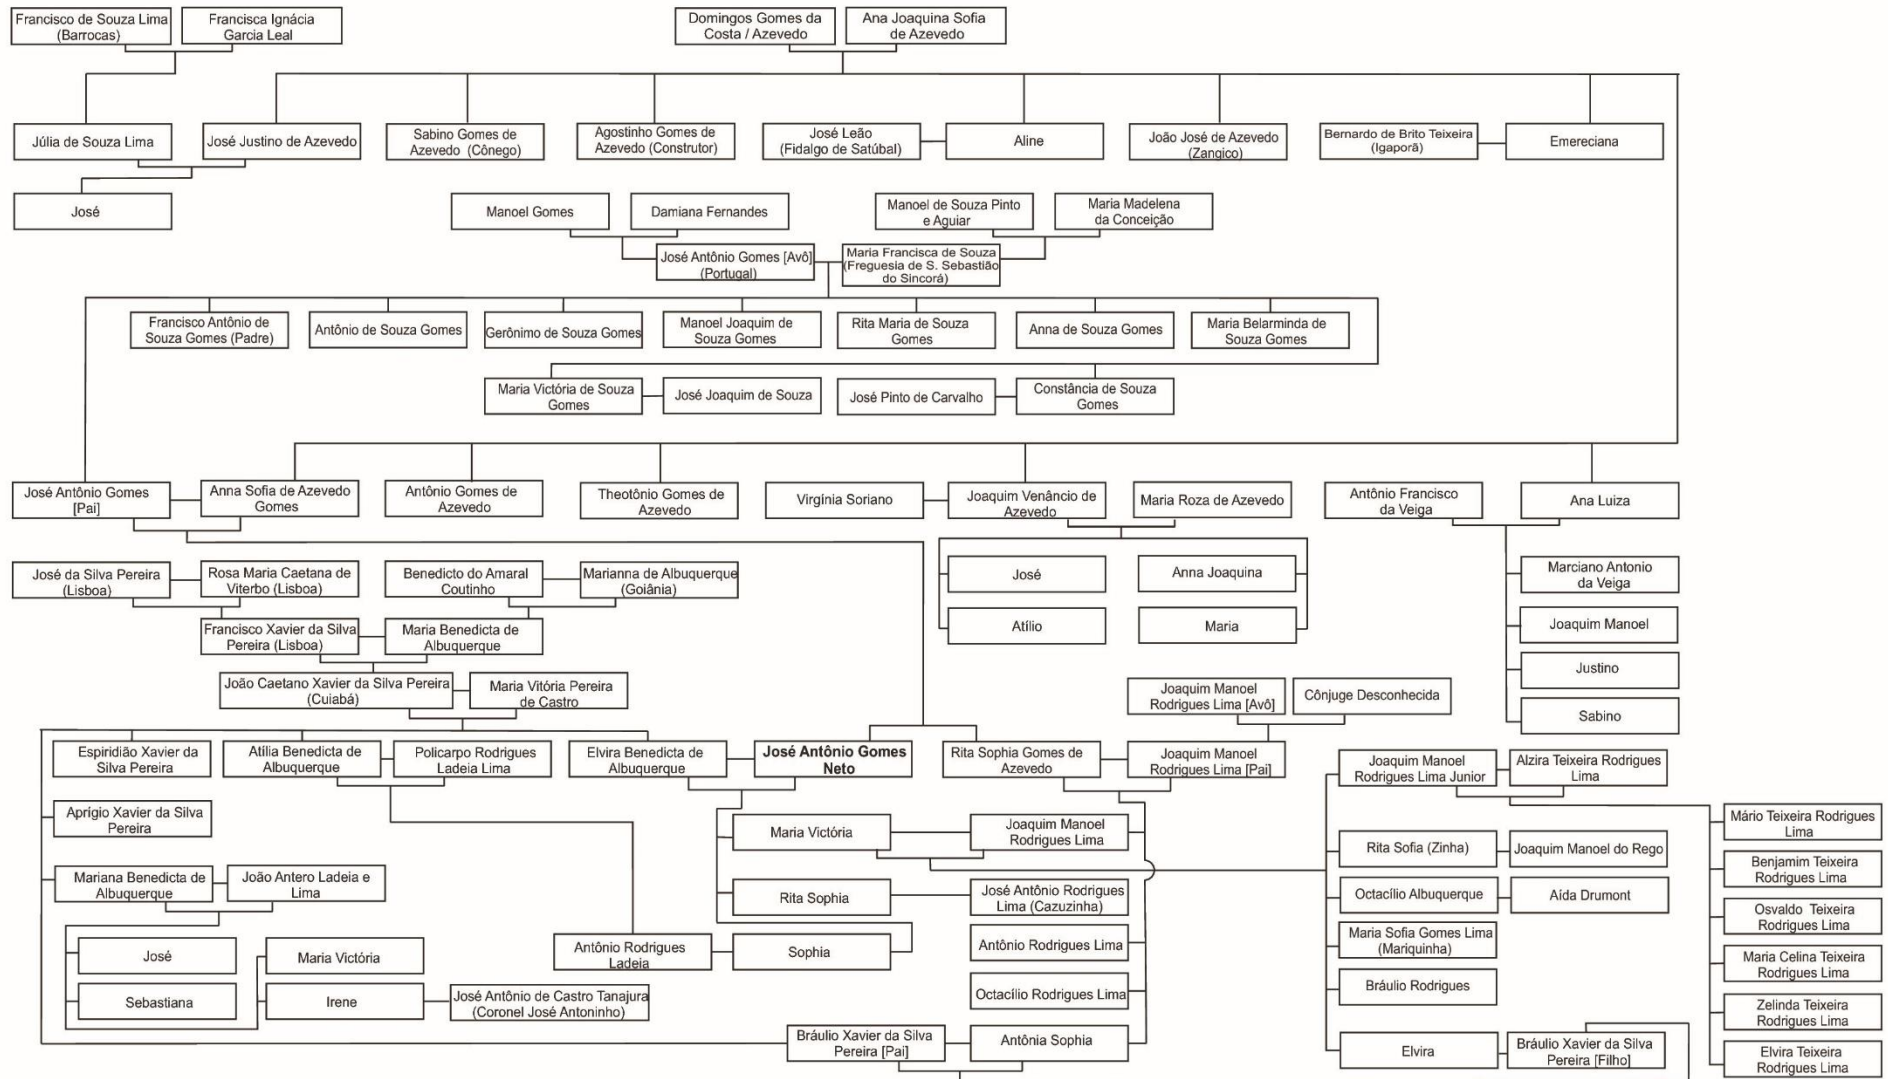 Francisco de Souza Lima
(Barrocas)
Francisca Ignácia
Garcia Leal
Domingos Gomes da
Costa / Azevedo
Ana Joaquina Sofia
de Azevedo
Júlia de Souza Lima
José Justino de Azevedo
Sabino Gomes de
Azevedo (Cônego)
Agostinho Gomes de
Azevedo (Construtor)
José Leão
(Fidalgo de Satúbal)
Aline
João José de Azevedo
(Zangico)
Bernardo de Brito Teixeira
(Igaporã)
Emereciana
José
Manoel Gomes
Damiana Fernandes
Manoel de Souza Pinto
e Aguiar
Maria Madelena
da Conceição
José Antônio Gomes [Avô]
(Portugal)
Maria Francisca de Souza
(Freguesia de S. Sebastião
do Sincorá)
Francisco Antônio de
Souza Gomes (Padre)
Antônio de Souza Gomes
Gerônimo de Souza Gomes
Manoel Joaquim de
Souza Gomes
Rita Maria de Souza
Gomes
Anna de Souza Gomes
Maria Belarminda de
Souza Gomes
Maria Victória de Souza
Gomes
José Joaquim de Souza
José Pinto de Carvalho
Constância de Souza
Gomes
José Antônio Gomes
[Pai]
Anna Sofia de Azevedo
Gomes
Antônio Gomes de
Azevedo
Theotônio Gomes de
Azevedo
Virgínia Soriano
Joaquim Venâncio de
Azevedo
Maria Roza de Azevedo
Antônio Francisco
da Veiga
Ana Luiza
José da Silva Pereira
(Lisboa)
Rosa Maria Caetana de
Viterbo (Lisboa)
Benedicto do Amaral
Coutinho
Marianna de Albuquerque
(Goiânia)
José
Anna Joaquina
Marciano Antonio
da Veiga
Francisco Xavier da Silva
Pereira (Lisboa)
Maria Benedicta de
Albuquerque
Atílio
Maria
Joaquim Manoel
Justino
Sabino
João Caetano Xavier da Silva Pereira
(Cuiabá)
Maria Vitória Pereira
de Castro
Joaquim Manoel
Rodrigues Lima [Avô]
Cônjuge Desconhecida
Espiridião Xavier da
Silva Pereira
Atília Benedicta de
Albuquerque
Policarpo Rodrigues
Ladeia Lima
Elvira Benedicta de
Albuquerque
José Antônio Gomes
Neto
Rita Sophia Gomes de
Azevedo
Joaquim Manoel
Rodrigues Lima [Pai]
Joaquim Manoel
Rodrigues Lima Junior
Alzira Teixeira Rodrigues
Lima
Aprígio Xavier da Silva
Pereira
Maria Victória
Joaquim Manoel
Rodrigues Lima
Mário Teixeira Rodrigues
Lima
Rita Sofia (Zinha)
Joaquim Manoel do Rego
Benjamim Teixeira
Rodrigues Lima
Mariana Benedicta de
Albuquerque
João Antero Ladeia e
Lima
Rita Sophia
José Antônio Rodrigues
Lima (Cazuzinha)
Octacílio Albuquerque
Aída Drumont
Osvaldo Teixeira
Rodrigues Lima
José
Maria Victória
Antônio Rodrigues
Ladeia
Sophia
Antônio Rodrigues Lima
Maria Sofia Gomes Lima
(Mariquinha)
Maria Celina Teixeira
Rodrigues Lima
Sebastiana
Irene
José Antônio de Castro Tanajura
(Coronel José Antoninho)
Octacílio Rodrigues Lima
Bráulio Rodrigues
Zelinda Teixeira
Rodrigues Lima
Bráulio Xavier da Silva
Pereira [Pai]
Antônia Sophia
Elvira
Bráulio Xavier da Silva
Pereira [Filho]
Elvira Teixeira
Rodrigues Lima